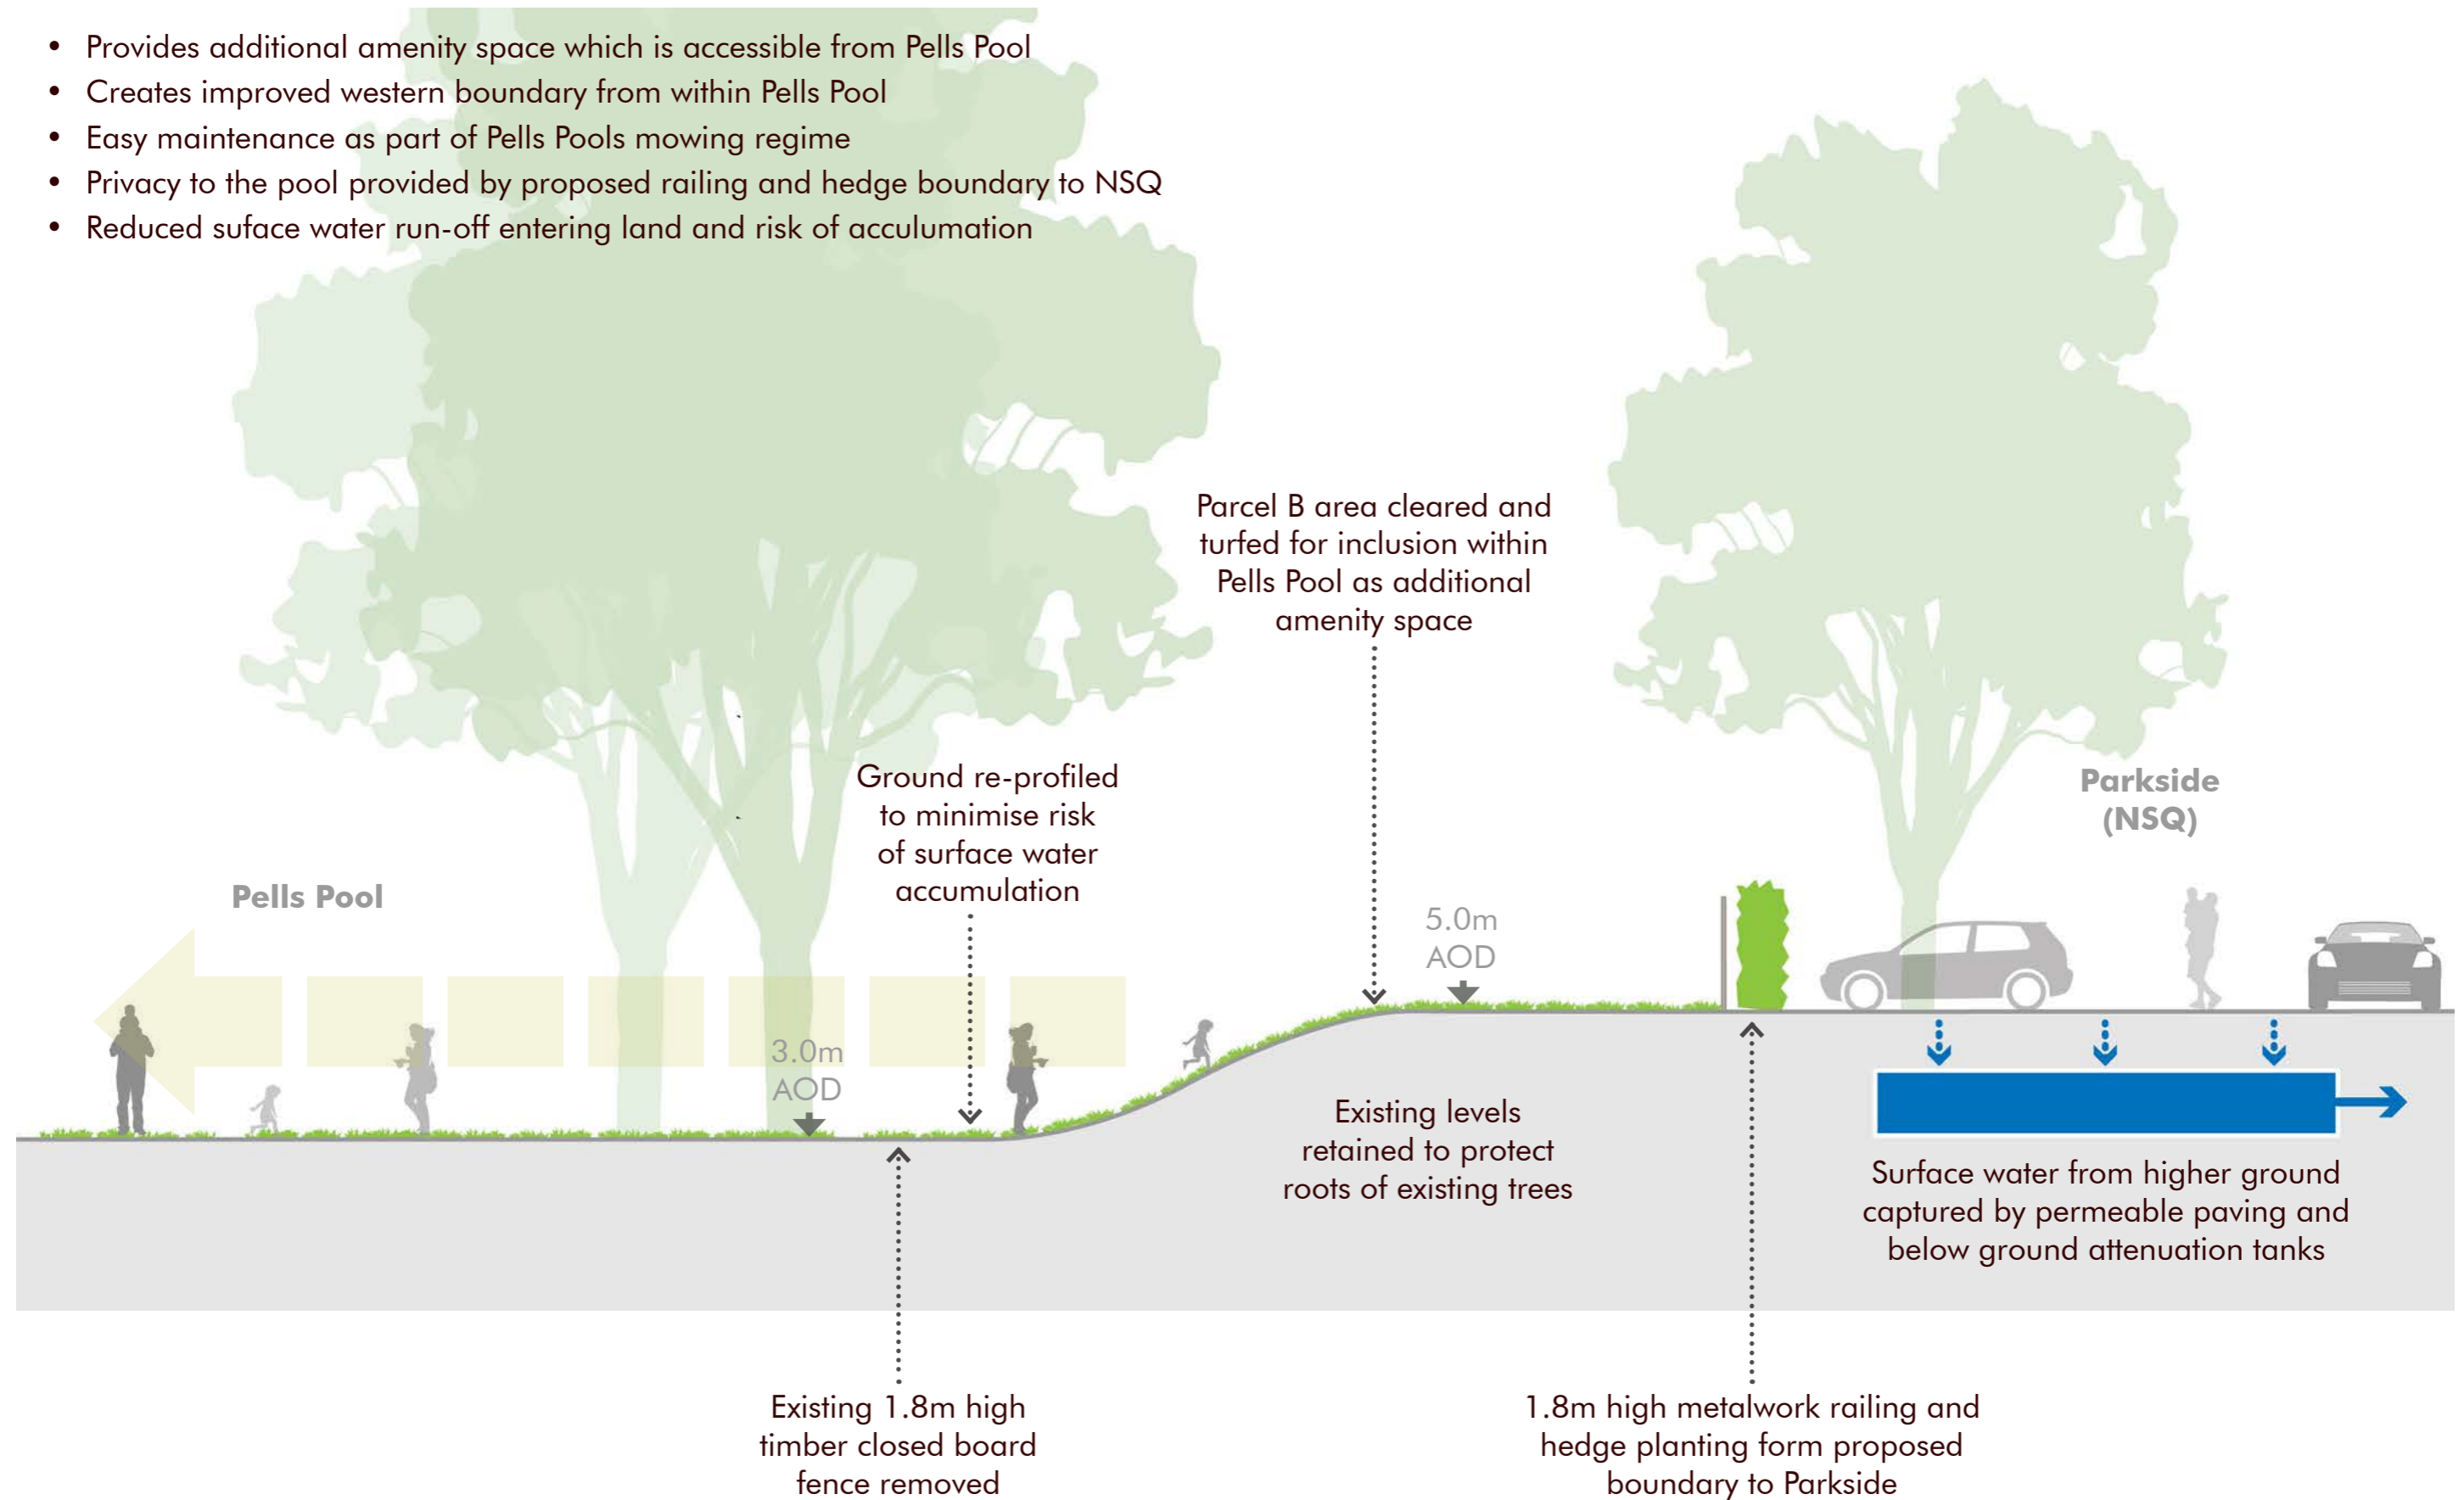 • Provides additional amenity space which is accessible from Pells Pool
• Creates improved western boundary from within Pells Pool
• Easy maintenance as part of Pells Pools mowing regime
• Privacy to the pool provided by proposed railing and hedge boundary to NSQ
• Reduced suface water run-off entering land and risk of acculumation
Parcel B area cleared and
turfed for inclusion within
Pells Pool as additional
amenity space
Ground re-profiled
to minimise risk
of surface water
accumulation
Parkside
(NSQ)
Pells Pool
5.0m
AOD
3.0m
AOD
Existing levels
retained to protect
roots of existing trees
Surface water from higher ground
captured by permeable paving and
below ground attenuation tanks
Existing 1.8m high
timber closed board
fence removed
1.8m high metalwork railing and
hedge planting form proposed
boundary to Parkside